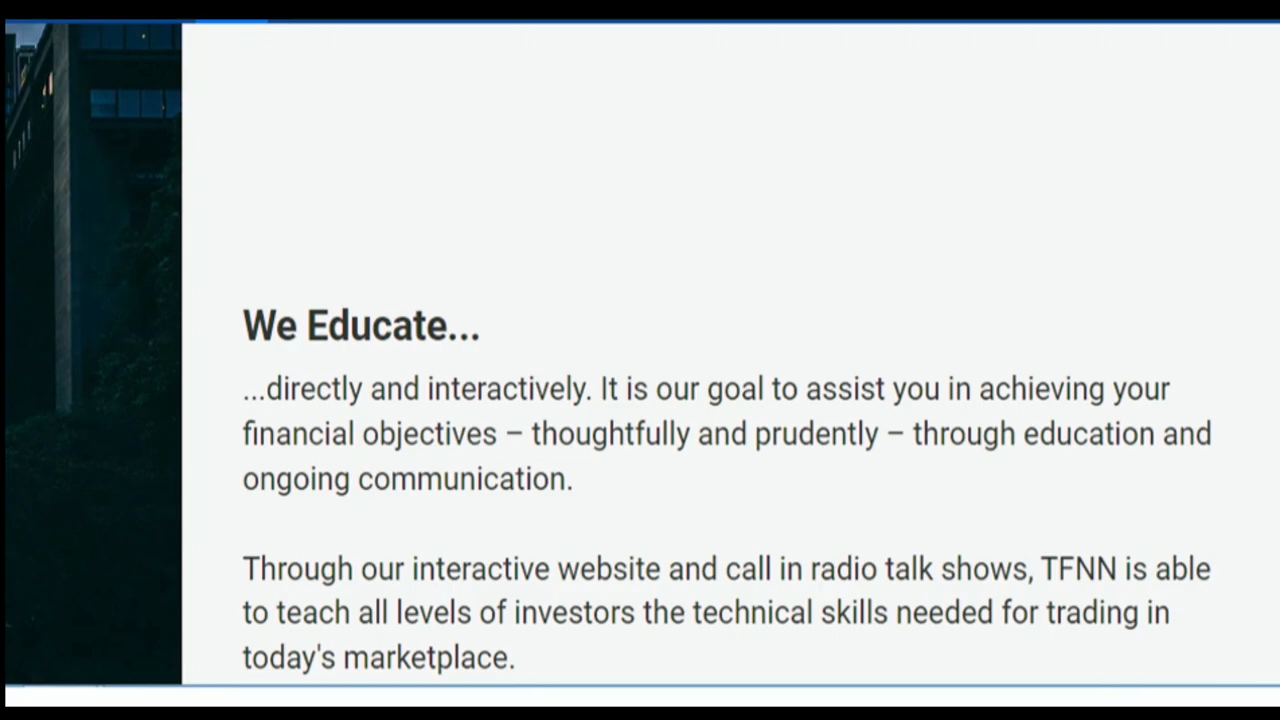 We Educate...
...directly and interactively. It is our goal to assist you in achieving your
financial objectives – thoughtfully and prudently – through education and
ongoing communication.
Through our interactive website and call in radio talk shows, TFNN is able
to teach all levels of investors the technical skills needed for trading in
today's marketplace.